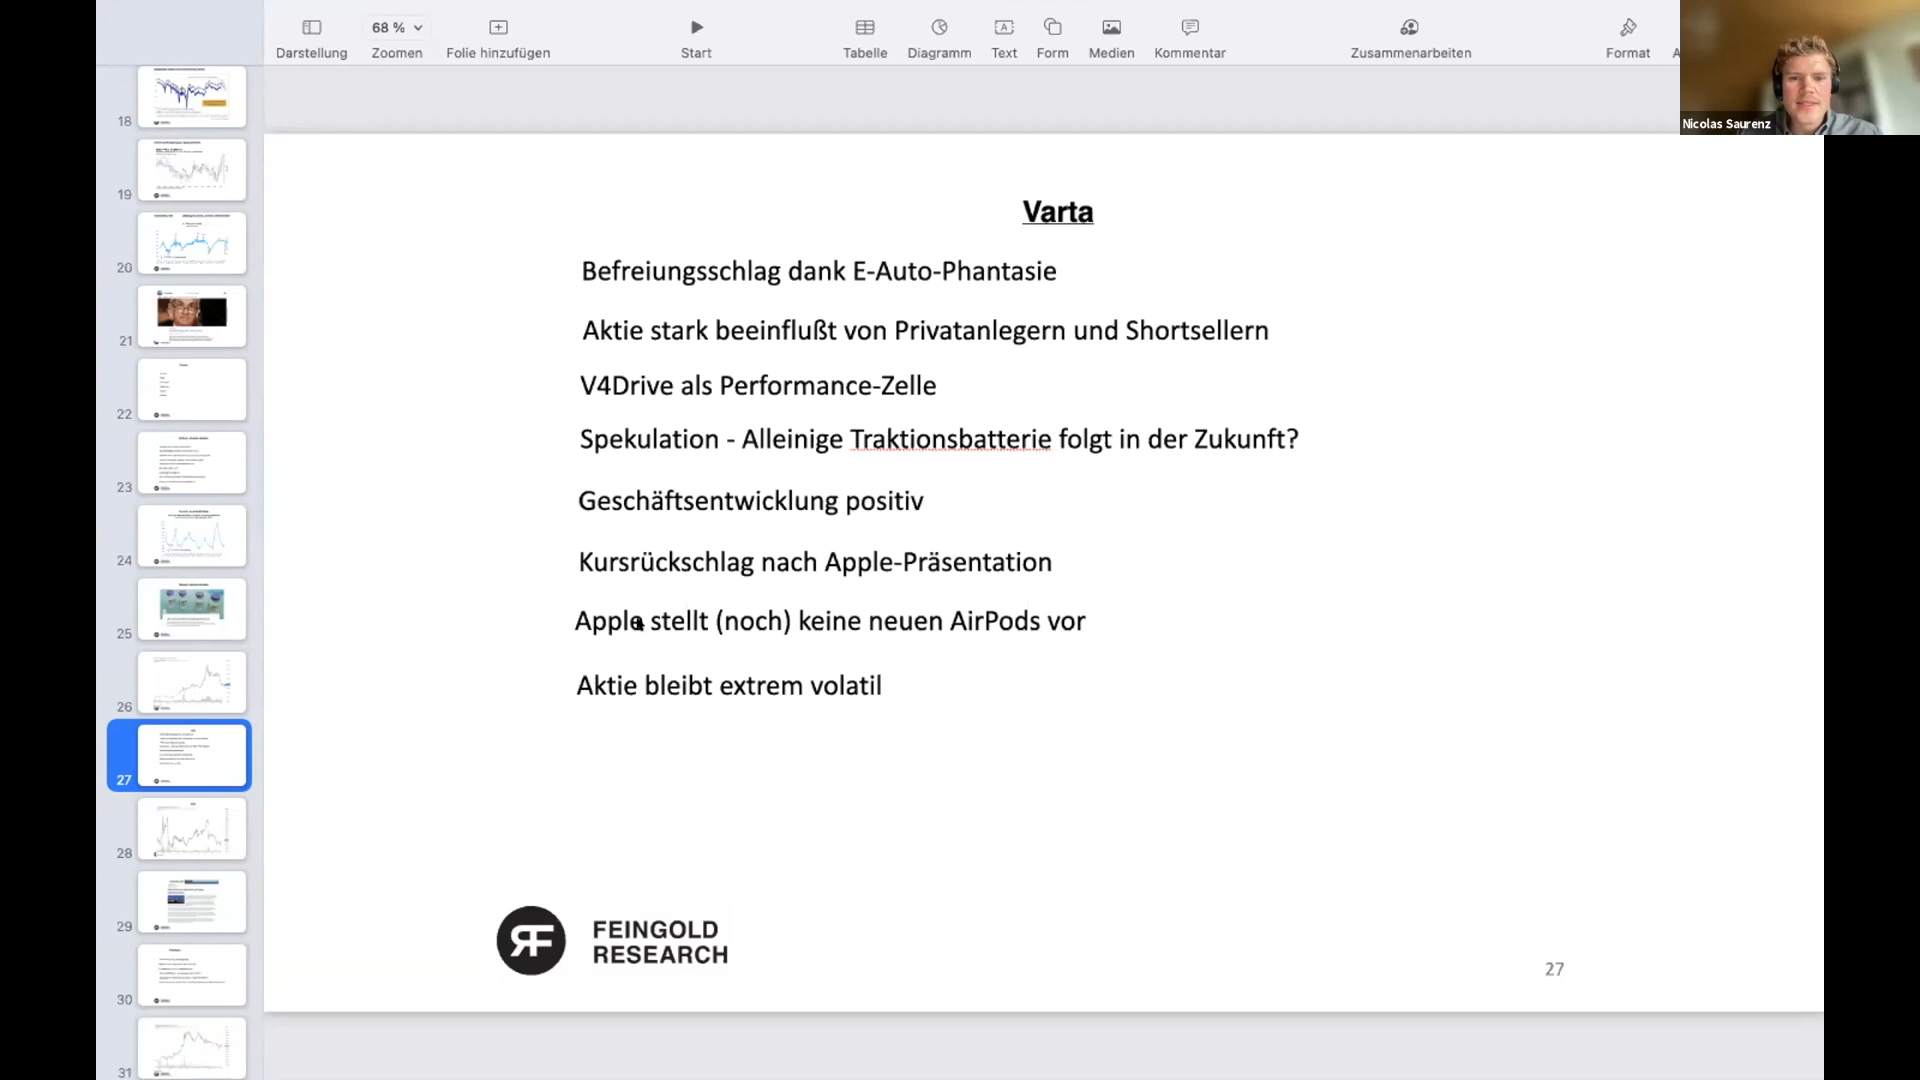 68 %
Darstellung
Zoomen
Folie hinzufügen
Start
Tabelle
Diagramm
Text
Form
Medien
Kommentar
Zusammenarbeiten
Format
Nicolas Saurenz
18
19
20
21
22
23
24
25
26
27
28
29
30
31
Varta
Befreiungsschlag dank E-Auto-Phantasie
Aktie stark beeinflußt von Privatanlegern und Shortsellern
V4Drive als Performance-Zelle
Spekulation - Alleinige Traktionsbatterie folgt in der Zukunft?
Geschäftsentwicklung positiv
Kursrückschlag nach Apple-Präsentation
Apple stellt (noch) keine neuen AirPods vor
Aktie bleibt extrem volatil
FEINGOLD
RESEARCH
27